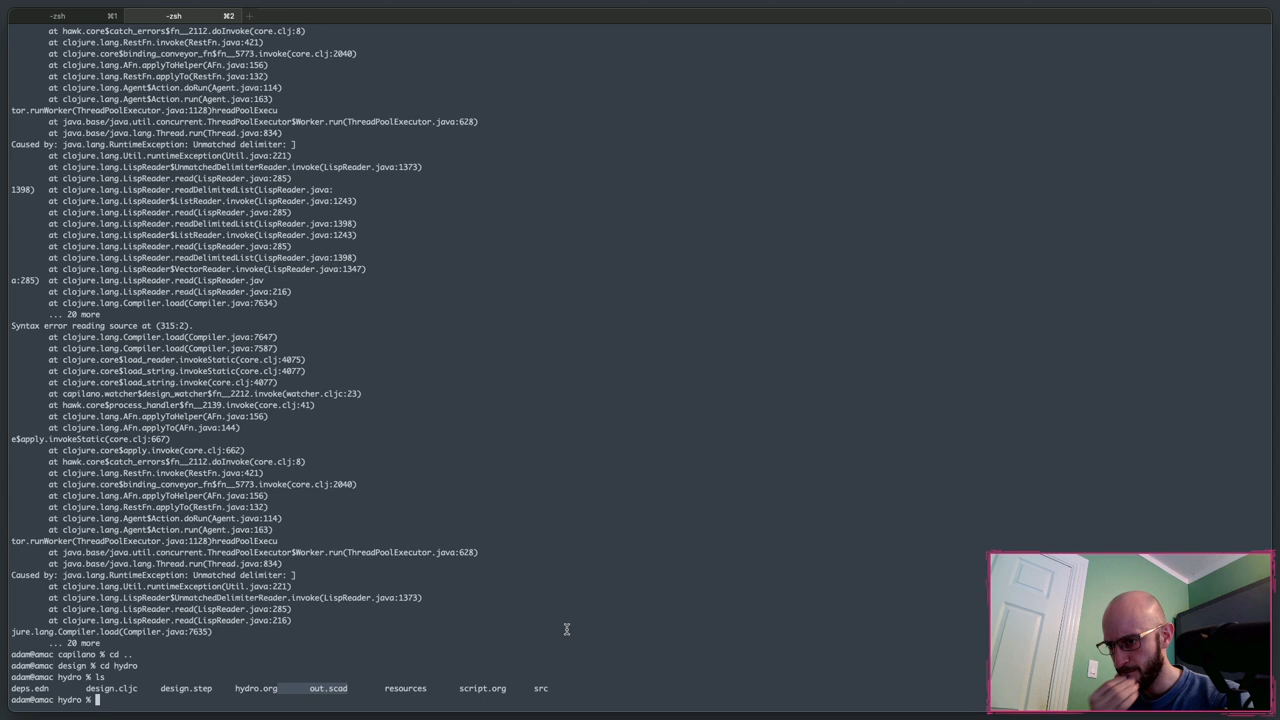 -zsh ⌘1 -zsh ⌘2 +
at hawk.core$catch_errors$fn__2112.doInvoke(core.clj:8)
at clojure.lang.RestFn.invoke(RestFn.java:421)
at clojure.core$binding_conveyor_fn$fn__5773.invoke(core.clj:2040)
at clojure.lang.AFn.applyToHelper(AFn.java:156)
at clojure.lang.RestFn.applyTo(RestFn.java:132)
at clojure.lang.Agent$Action.doRun(Agent.java:114)
at clojure.lang.Agent$Action.run(Agent.java:163)
tor.runWorker(ThreadPoolExecutor.java:1128)hreadPoolExecu
at java.base/java.util.concurrent.ThreadPoolExecutor$Worker.run(ThreadPoolExecutor.java:628)
at java.base/java.lang.Thread.run(Thread.java:834)
Caused by: java.lang.RuntimeException: Unmatched delimiter: ]
at clojure.lang.Util.runtimeException(Util.java:221)
at clojure.lang.LispReader$UnmatchedDelimiterReader.invoke(LispReader.java:1373)
at clojure.lang.LispReader.read(LispReader.java:285)
1398) at clojure.lang.LispReader.readDelimitedList(LispReader.java:
at clojure.lang.LispReader$ListReader.invoke(LispReader.java:1243)
at clojure.lang.LispReader.read(LispReader.java:285)
at clojure.lang.LispReader.readDelimitedList(LispReader.java:1398)
at clojure.lang.LispReader$ListReader.invoke(LispReader.java:1243)
at clojure.lang.LispReader.read(LispReader.java:285)
at clojure.lang.LispReader.readDelimitedList(LispReader.java:1398)
at clojure.lang.LispReader$VectorReader.invoke(LispReader.java:1347)
a:285) at clojure.lang.LispReader.read(LispReader.jav
at clojure.lang.LispReader.read(LispReader.java:216)
at clojure.lang.Compiler.load(Compiler.java:7634)
... 20 more
Syntax error reading source at (315:2).
at clojure.lang.Compiler.load(Compiler.java:7647)
at clojure.lang.Compiler.load(Compiler.java:7587)
at clojure.core$load_reader.invokeStatic(core.clj:4075)
at clojure.core$load_string.invokeStatic(core.clj:4077)
at clojure.core$load_string.invoke(core.clj:4077)
at capilano.watcher$design_watcher$fn__2212.invoke(watcher.cljc:23)
at hawk.core$process_handler$fn__2139.invoke(core.clj:41)
at clojure.lang.AFn.applyToHelper(AFn.java:156)
at clojure.lang.AFn.applyTo(AFn.java:144)
e$apply.invokeStatic(core.clj:667)
at clojure.core$apply.invoke(core.clj:662)
at hawk.core$catch_errors$fn__2112.doInvoke(core.clj:8)
at clojure.lang.RestFn.invoke(RestFn.java:421)
at clojure.core$binding_conveyor_fn$fn__5773.invoke(core.clj:2040)
at clojure.lang.AFn.applyToHelper(AFn.java:156)
at clojure.lang.RestFn.applyTo(RestFn.java:132)
at clojure.lang.Agent$Action.doRun(Agent.java:114)
at clojure.lang.Agent$Action.run(Agent.java:163)
tor.runWorker(ThreadPoolExecutor.java:1128)hreadPoolExecu
at java.base/java.util.concurrent.ThreadPoolExecutor$Worker.run(ThreadPoolExecutor.java:628)
at java.base/java.lang.Thread.run(Thread.java:834)
Caused by: java.lang.RuntimeException: Unmatched delimiter: ]
at clojure.lang.Util.runtimeException(Util.java:221)
at clojure.lang.LispReader$UnmatchedDelimiterReader.invoke(LispReader.java:1373)
at clojure.lang.LispReader.read(LispReader.java:285)
at clojure.lang.LispReader.read(LispReader.java:216)
jure.lang.Compiler.load(Compiler.java:7635)
... 20 more
adam@amac capilano % cd ..
adam@amac design % cd hydro
adam@amac hydro % ls
deps.edn design.cljc design.step hydro.org out.scad resources script.org src
adam@amac hydro %